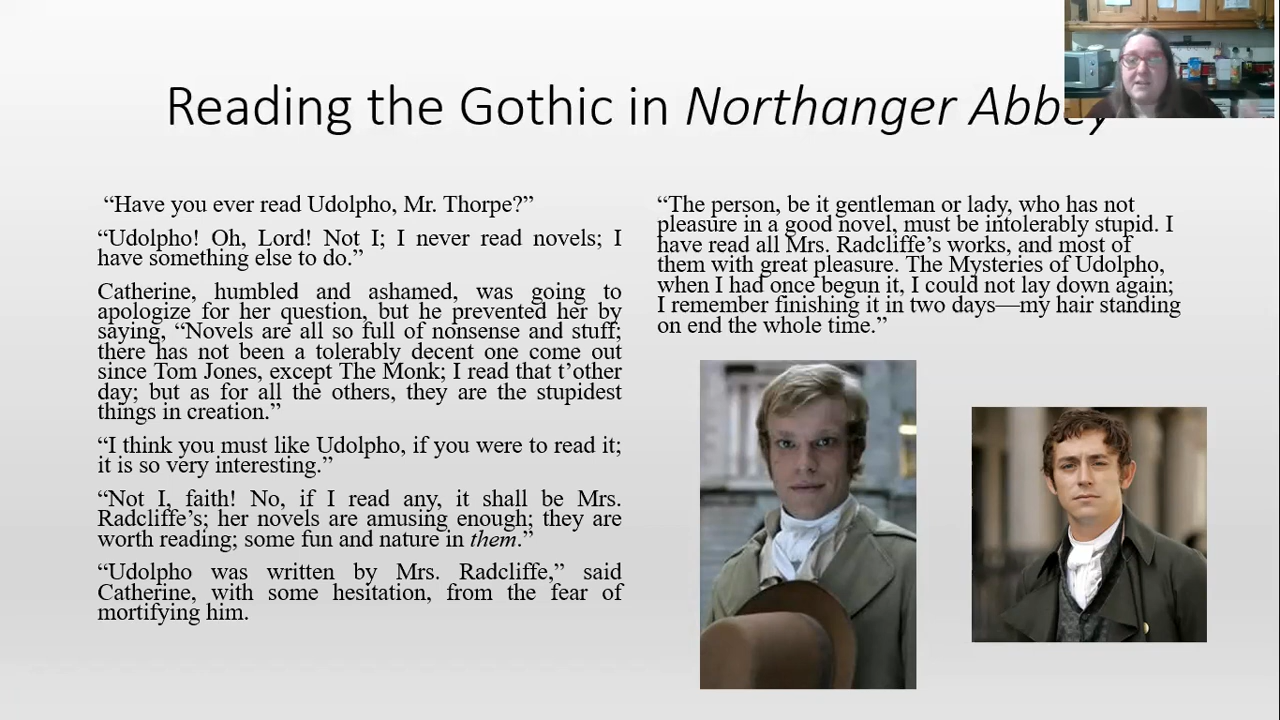 Reading the Gothic in Northanger Abbey
“Have you ever read Udolpho, Mr. Thorpe?”
“Udolpho! Oh, Lord! Not I; I never read novels; I
have something else to do.”
Catherine, humbled and ashamed, was going to
apologize for her question, but he prevented her by
saying, “Novels are all so full of nonsense and stuff;
there has not been a tolerably decent one come out
since Tom Jones, except The Monk; I read that t’other
day; but as for all the others, they are the stupidest
things in creation.”
“I think you must like Udolpho, if you were to read it;
it is so very interesting.”
“Not I, faith! No, if I read any, it shall be Mrs.
Radcliffe’s; her novels are amusing enough; they are
worth reading; some fun and nature in them.”
“Udolpho was written by Mrs. Radcliffe,” said
Catherine, with some hesitation, from the fear of
mortifying him.
“The person, be it gentleman or lady, who has not
pleasure in a good novel, must be intolerably stupid. I
have read all Mrs. Radcliffe’s works, and most of
them with great pleasure. The Mysteries of Udolpho,
when I had once begun it, I could not lay down again;
I remember finishing it in two days—my hair standing
on end the whole time.”